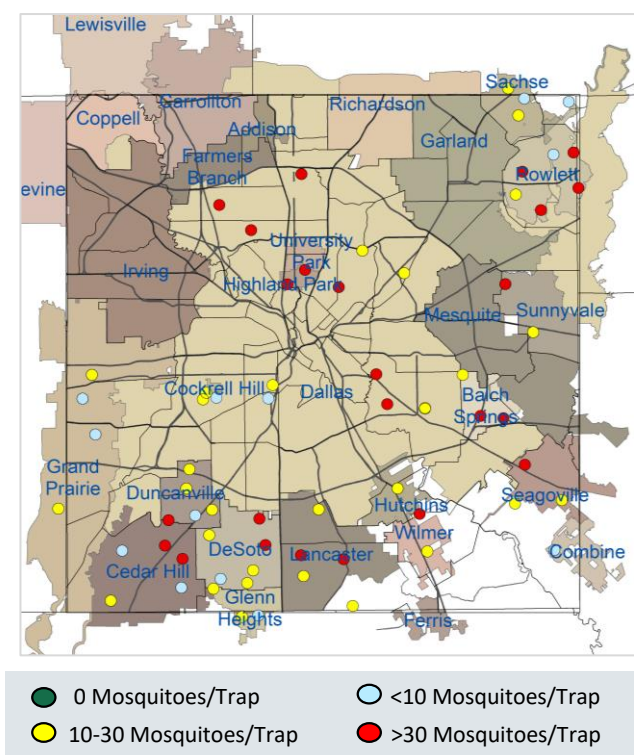 Lewisville
Sachse
Coppell
Carrollton
Richardson
Addison
Garland
Farmers
Branch
Rowlett
evine
University
Park
Irving
Highland Park
Mesquite
Sunnyvale
Cockrell Hill
Dallas
Balch
Springs
Grand
Prairie
Duncanville
Hutchins
Seagoville
Wilmer
DeSoto
Lancaster
Combine
Cedar Hill
Glenn
Heights
Ferris
0 Mosquitoes/Trap
<10 Mosquitoes/Trap
10-30 Mosquitoes/Trap
>30 Mosquitoes/Trap